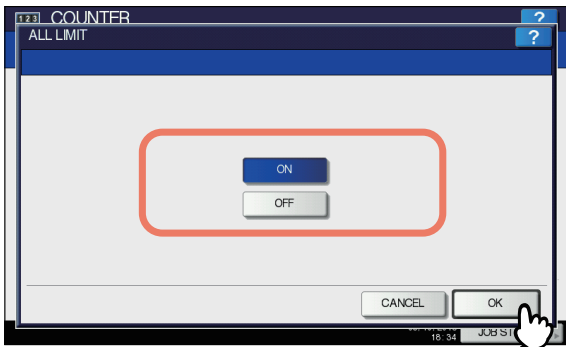 123 COUNTER ?
ALL LIMIT ?
ON
OFF
CANCEL OK
18:34 JOB ST